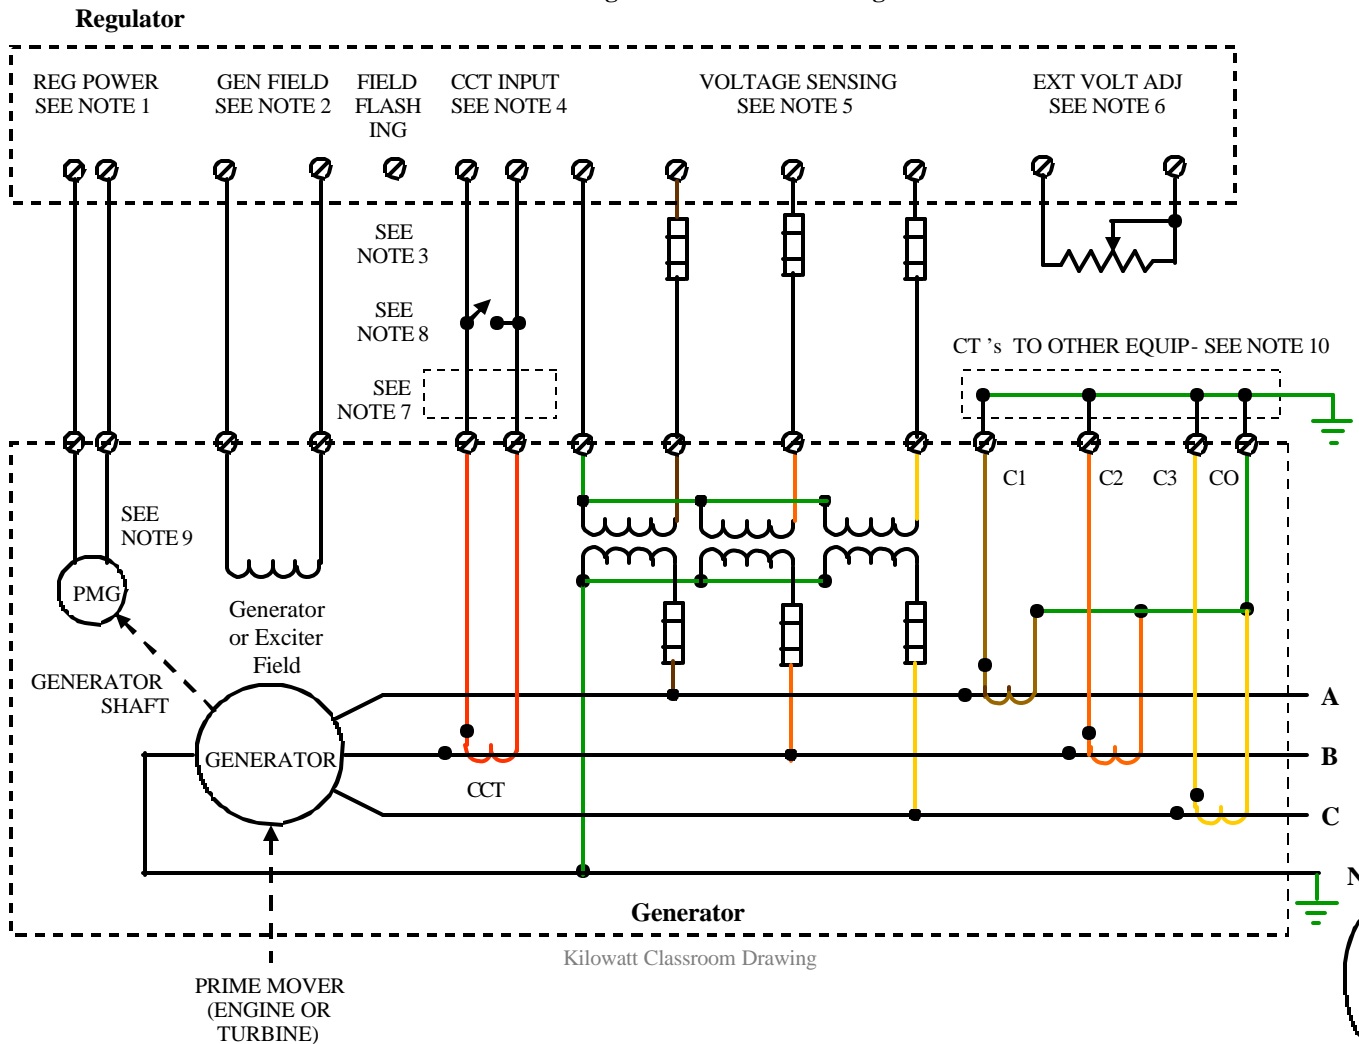 Regulator
REG POWER
SEE NOTE 1
GEN FIELD
SEE NOTE 2
FIELD
FLASH
ING
CCT INPUT
SEE NOTE 4
VOLTAGE SENSING
SEE NOTE 5
EXT VOLT ADJ
SEE NOTE 6
SEE
NOTE 3
SEE
NOTE 8
SEE
NOTE 7
CT 's TO OTHER EQUIP - SEE NOTE 10
C1
C2
C3
CO
SEE
NOTE 9
PMG
Generator
or Exciter
Field
GENERATOR
SHAFT
GENERATOR
CCT
A
B
C
N
Generator
Kilowatt Classroom Drawing
PRIME MOVER
(ENGINE OR
TURBINE)